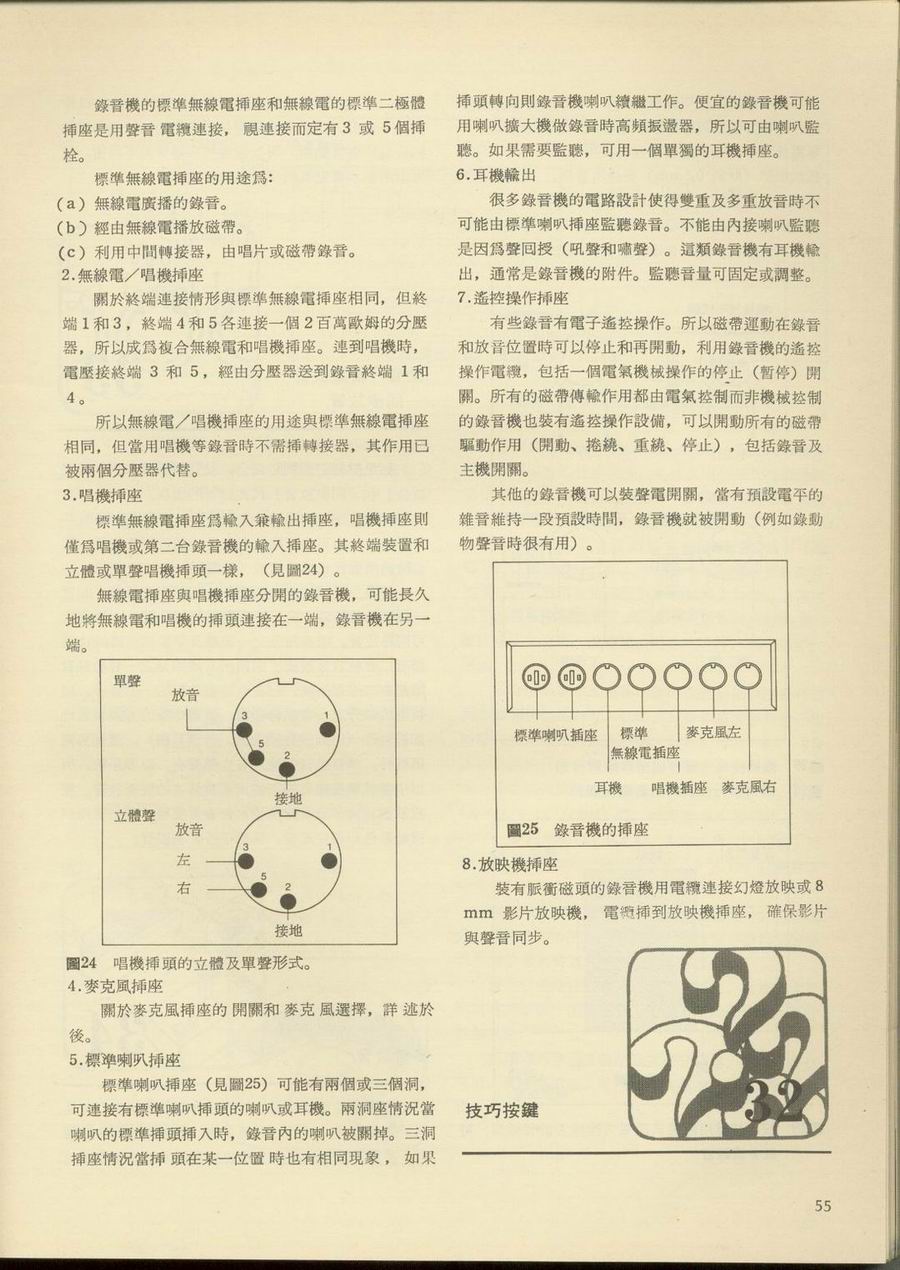 錄音機的標準無線電挿座和無線電的標準二極體
挿座是用聲音電纜連接，視連接而定有3 或 5個挿
栓。
標準無線電挿座的用途爲：
(a) 無線電廣播的錄音。
(b) 經由無線電播放磁帶。
(c) 利用中間轉接器，由唱片或磁帶錄音。
2.無線電／唱機挿座
關於終端連接情形與標準無線電挿座相同，但終
端1和3，終端4和5各連接一個2百萬歐姆的分壓
器，所以成爲複合無線電和唱機挿座。連到唱機時，
電壓接終端 3 和 5，經由分壓器送到錄音終端 1和
4。
所以無線電／唱機挿座的用途與標準無線電挿座
相同，但當用唱機等錄音時不需挿轉接器，其作用已
被兩個分壓器代替。
3.唱機挿座
標準無線電挿座爲輸入兼輸出挿座，唱機挿座則
僅爲唱機或第二台錄音機的輸入挿座。其終端裝置和
立體或單聲唱機挿頭一樣，（見圖24）。
無線電挿座與唱機挿座分開的錄音機，可能長久
地將無線電和唱機的挿頭連接在一端，錄音機在另一
端。
單聲
放音
3
1
5
2
接地
立體聲
放音
左
右
3
1
5
2
接地
圖24 唱機挿頭的立體及單聲形式。
4.麥克風挿座
關於麥克風挿座的開關和麥克風選擇，詳述於
後。
5.標準喇叭挿座
標準喇叭挿座（見圖25）可能有兩個或三個洞，
可連接有標準喇叭挿頭的喇叭或耳機。兩洞座情況當
喇叭的標準挿頭挿入時，錄音內的喇叭被關掉。三洞
挿座情況當挿頭在某一位置時也有相同現象，如果
挿頭轉向則錄音機喇叭續繼工作。便宜的錄音機可能
用喇叭擴大機做錄音時高頻振盪器，所以可由喇叭監
聽。如果需要監聽，可用一個單獨的耳機挿座。
6.耳機輸出
很多錄音機的電路設計使得雙重及多重放音時不
可能由標準喇叭挿座監聽錄音。不能由內接喇叭監聽
是因爲聲囘授（吼聲和嘯聲）。這類錄音機有耳機輸
出，通常是錄音機的附件。監聽音量可固定或調整。
7.遙控操作挿座
有些錄音有電子遙控操作。所以磁帶運動在錄音
和放音位置時可以停止和再開動，利用錄音機的遙控
操作電纜，包括一個電氣機械操作的停止（暫停）開
關。所有的磁帶傳輸作用都由電氣控制而非機械控制
的錄音機也裝有遙控操作設備，可以開動所有的磁帶
驅動作用（開動、捲繞、重繞、停止），包括錄音及
主機開關。
其他的錄音機可以裝聲電開關，當有預設電平的
雜音維持一段預設時間，錄音機就被開動（例如錄動
物聲音時很有用）。
標準喇叭挿座
標準
無線電挿座
麥克風左
耳機
唱機挿座
麥克風右
圖25 錄音機的挿座
8.放映機挿座
裝有脈衝磁頭的錄音機用電纜連接幻燈放映或8
mm 影片放映機，電纜挿到放映機挿座，確保影片
與聲音同步。
技巧按鍵
32
55